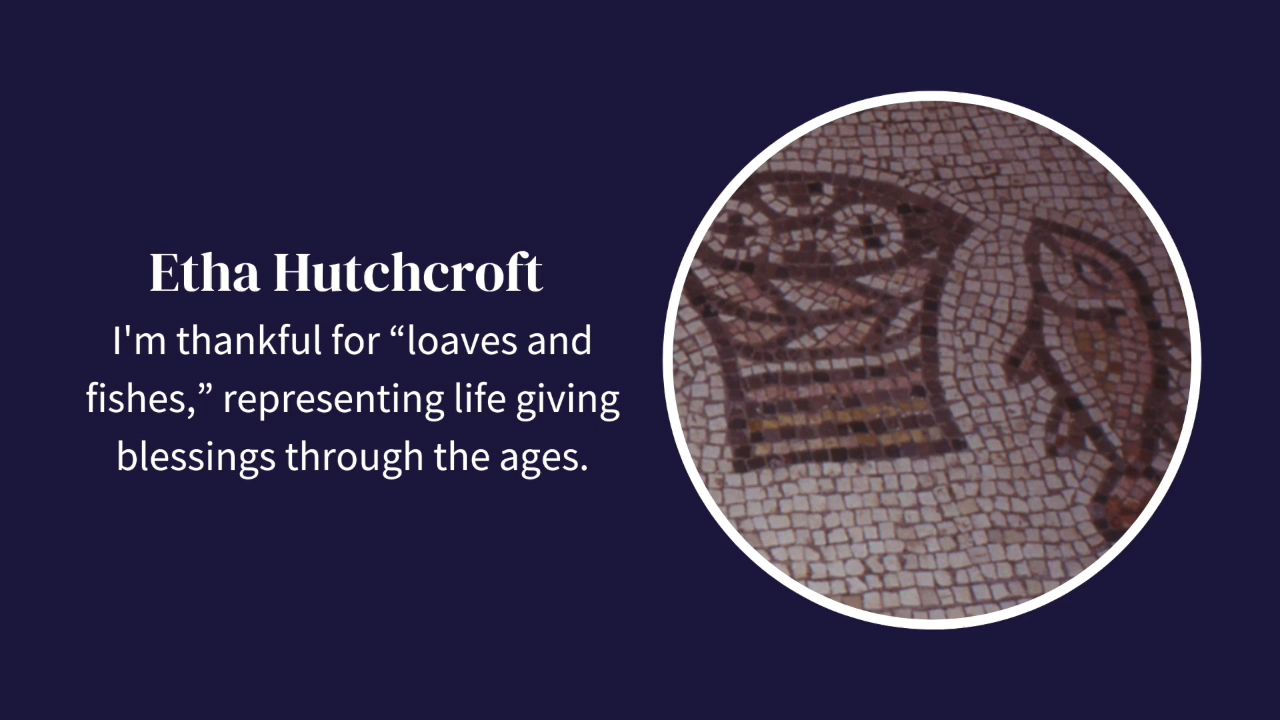 Etha Hutchcroft
I'm thankful for “loaves and
fishes,” representing life giving
blessings through the ages.